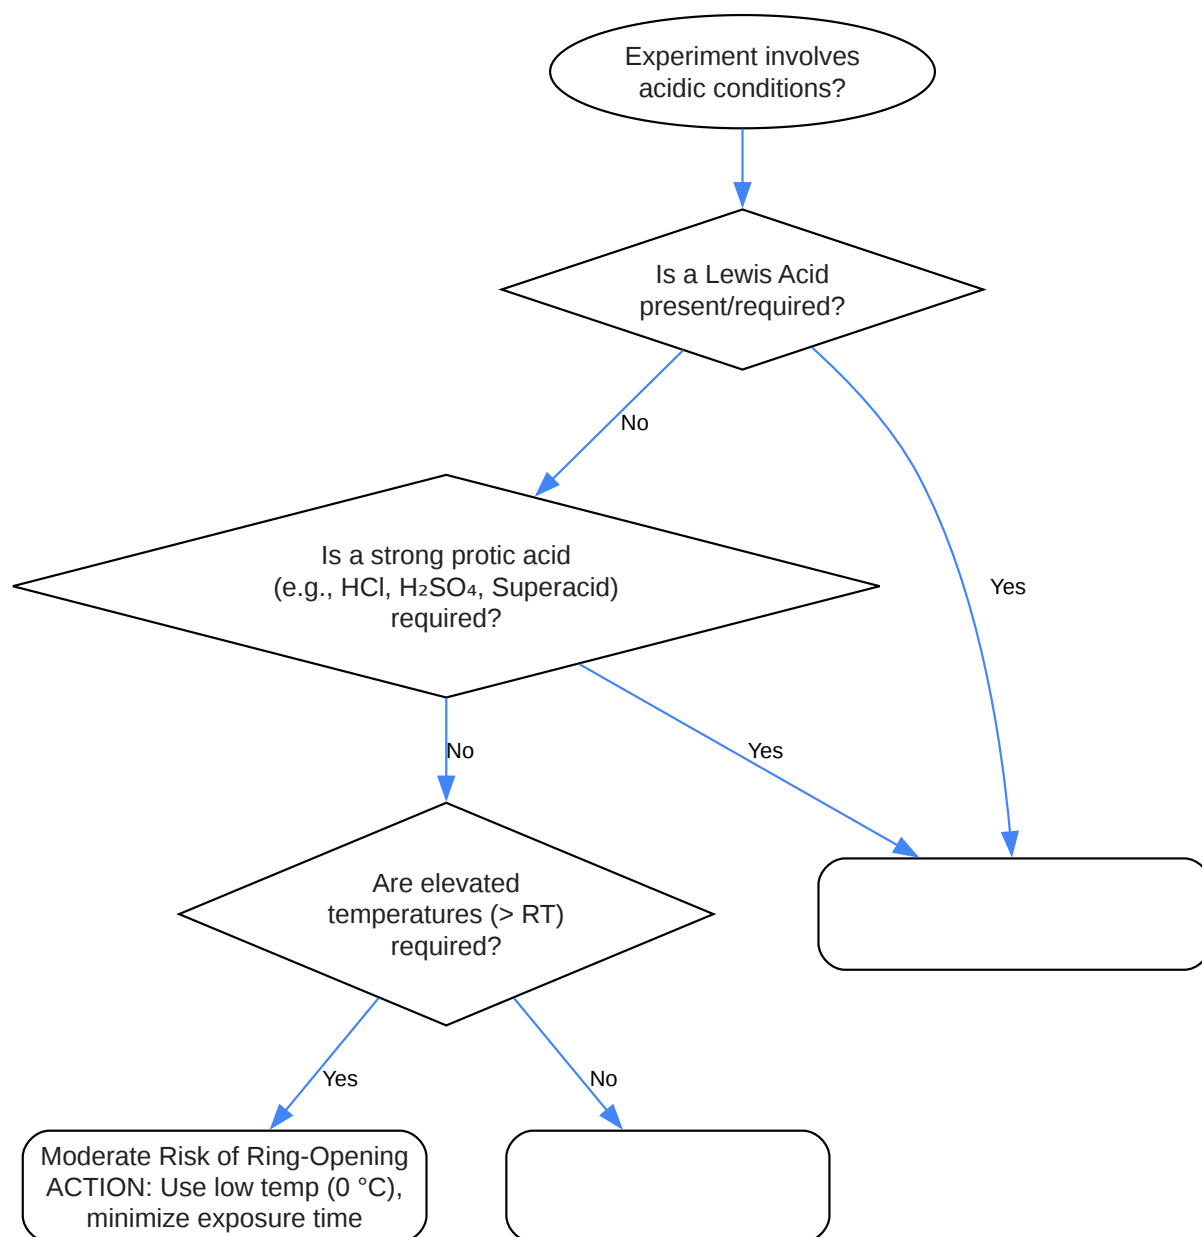 Experiment involves
acidic conditions?
Is a Lewis Acid
present/required?
No
Is a strong protic acid
(e.g., HCl, H₂SO₄, Superacid)
required?
Yes
No
Yes
Are elevated
temperatures (> RT)
required?
Yes
No
Moderate Risk of Ring-Opening
ACTION: Use low temp (0 °C),
minimize exposure time